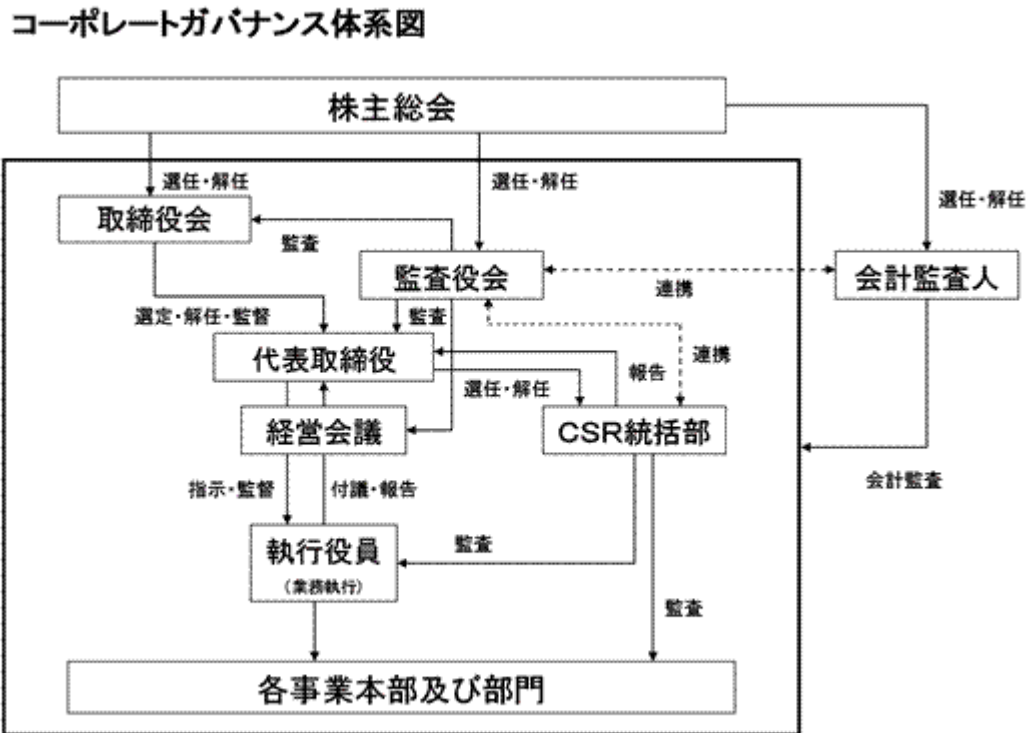 コーポレートガバナンス体系図
株主総会
選任・解任
選任・解任
選任・解任
取締役会
監査
監査役会
連携
会計監査人
選定・解任・監督
監査
代表取締役
連携
報告
選任・解任
経営会議
CSR統括部
会計監査
指示・監督
付議・報告
執行役員
(業務執行)
監査
監査
各事業本部及び部門